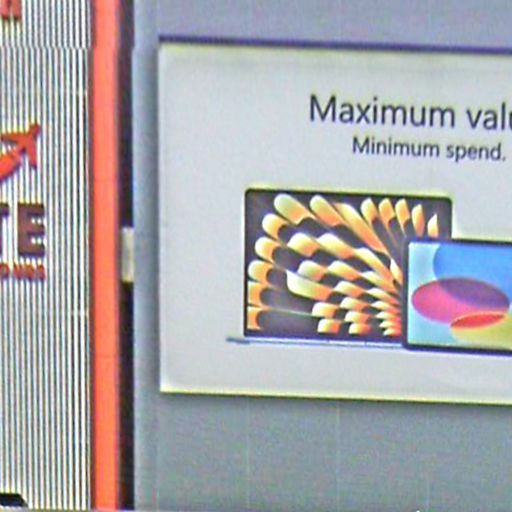 Maximum valu
Minimum spend.
TE